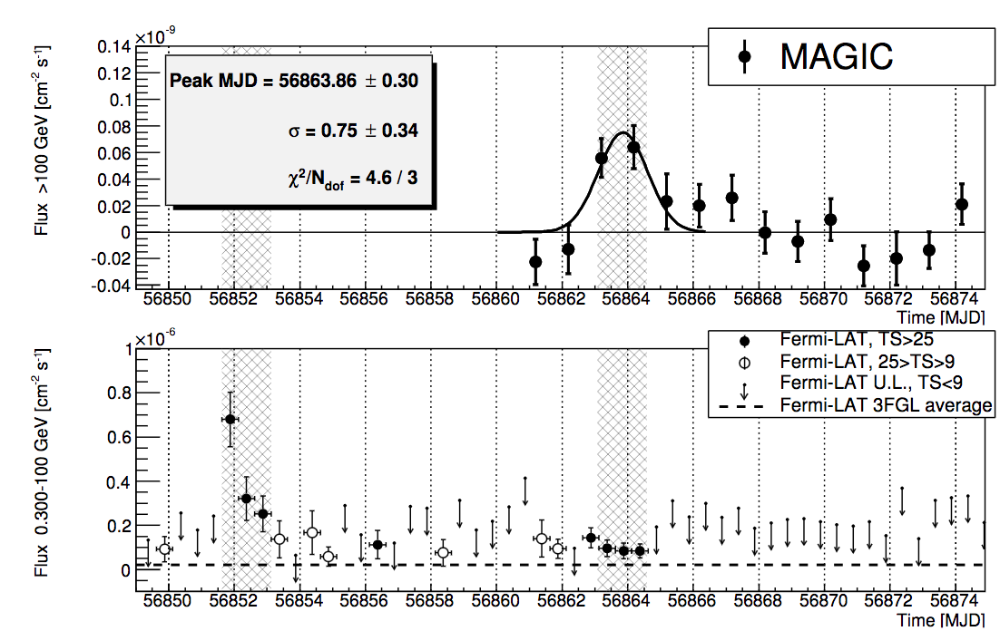 ×10⁻⁹
Flux >100 GeV [cm⁻² s⁻¹]
0.14
0.12
0.1
0.08
0.06
0.04
0.02
0
-0.02
-0.04
Peak MJD = 56863.86 ± 0.30
σ = 0.75 ± 0.34
χ²/N_dof = 4.6 / 3
MAGIC
56850 56852 56854 56856 56858 56860 56862 56864 56866 56868 56870 56872 56874
Time [MJD]
×10⁻⁶
Flux 0.300-100 GeV [cm⁻² s⁻¹]
1
0.8
0.6
0.4
0.2
0
Fermi-LAT, TS>25
Fermi-LAT, 25>TS>9
Fermi-LAT U.L., TS<9
Fermi-LAT 3FGL average
56850 56852 56854 56856 56858 56860 56862 56864 56866 56868 56870 56872 56874
Time [MJD]